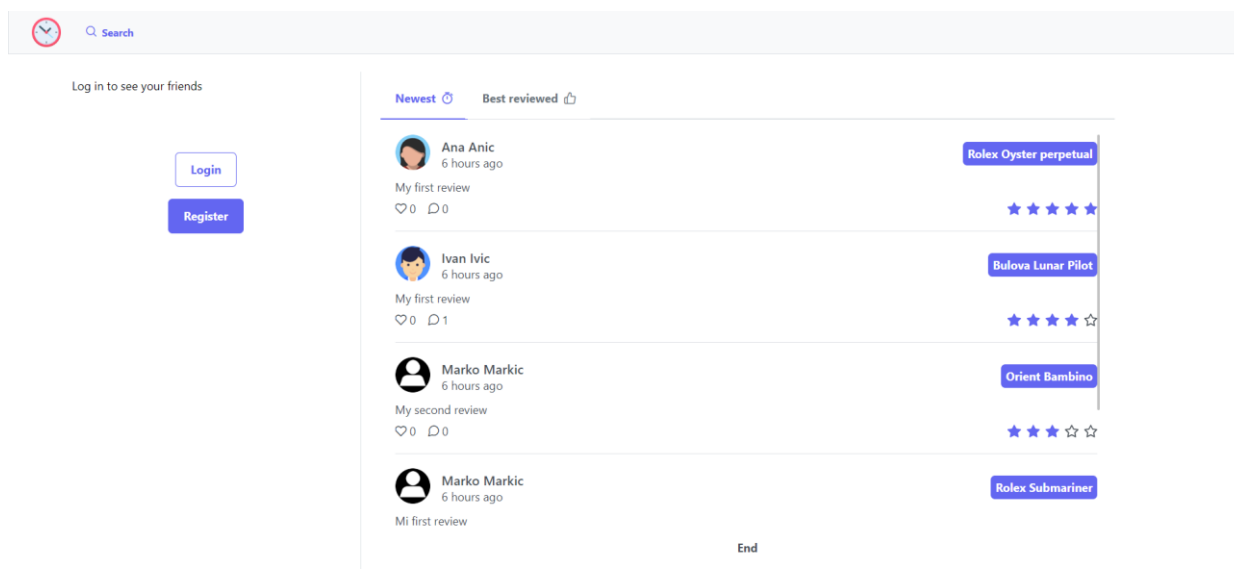 Search
Log in to see your friends
Login
Register
Newest
Best reviewed
Ana Anic
6 hours ago
Rolex Oyster perpetual
My first review
0 0
Ivan Ivic
6 hours ago
Bulova Lunar Pilot
My first review
0 1
Marko Markic
6 hours ago
Orient Bambino
My second review
0 0
Marko Markic
6 hours ago
Rolex Submariner
Mi first review
End